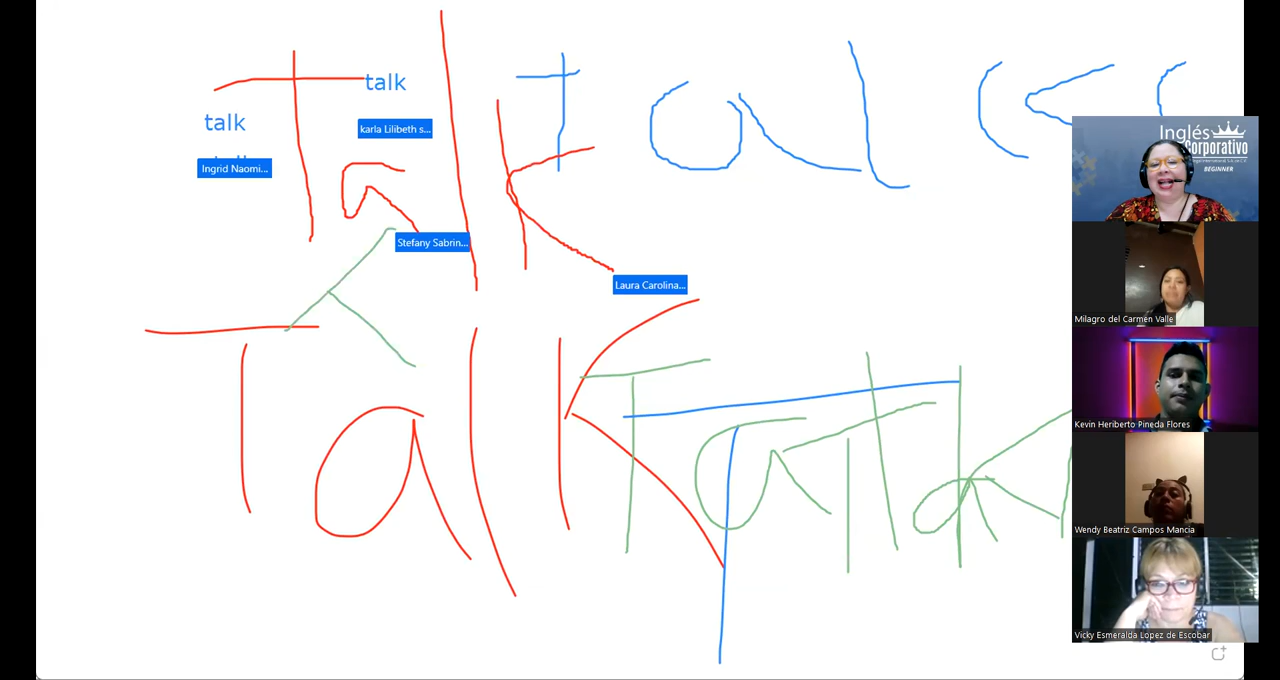 Talk
talk
talk
karla Lilibeth s...
Ingrid Naomi...
Stefany Sabrin...
Laura Carolina...
Talk
Talk
Inglés
Corporativo
BEGINNER
Milagro del Carmen Valle
Kevin Heriberto Pineda Flores
Wendy Beatriz Campos Mancia
Vicky Esmeralda Lopez de Escobar